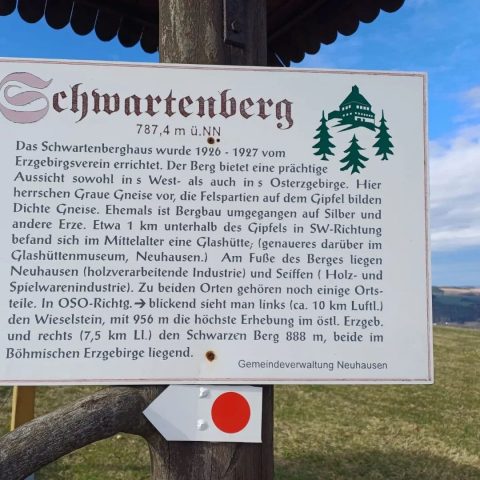 Schwartenberg
787,4 m ü.NN
Das Schwartenberghaus wurde 1926 - 1927 vom
Erzgebirgsverein errichtet. Der Berg bietet eine prächtige
Aussicht sowohl in s West- als auch in s Osterzgebirge. Hier
herrschen Graue Gneise vor, die Felspartien auf dem Gipfel bilden
Dichte Gneise. Ehemals ist Bergbau umgegangen auf Silber und
andere Erze. Etwa 1 km unterhalb des Gipfels in SW-Richtung
befand sich im Mittelalter eine Glashütte, (genaueres darüber im
Glashüttenmuseum, Neuhausen.) Am Fuße des Berges liegen
Neuhausen (holzverarbeitende Industrie) und Seiffen ( Holz- und
Spielwarenindustrie). Zu beiden Orten gehören noch einige Orts-
teile. In OSO-Richtg.➔ blickend sieht man links (ca. 10 km Luftl.)
den Wieselstein, mit 956 m die höchste Erhebung im östl. Erzgeb.
und rechts (7,5 km Ll.) den Schwarzen Berg 888 m, beide im
Böhmischen Erzgebirge liegend.
Gemeindeverwaltung Neuhausen